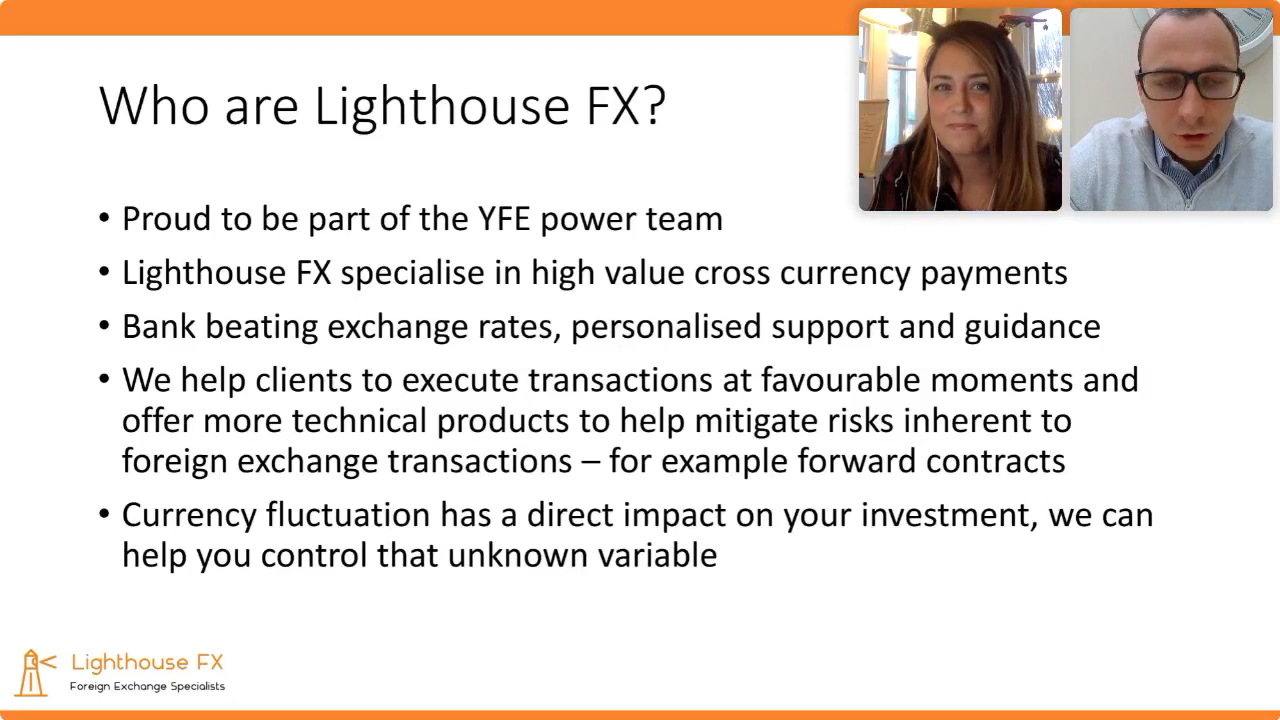 Who are Lighthouse FX?
• Proud to be part of the YFE power team
• Lighthouse FX specialise in high value cross currency payments
• Bank beating exchange rates, personalised support and guidance
• We help clients to execute transactions at favourable moments and
offer more technical products to help mitigate risks inherent to
foreign exchange transactions – for example forward contracts
• Currency fluctuation has a direct impact on your investment, we can
help you control that unknown variable
Lighthouse FX
Foreign Exchange Specialists